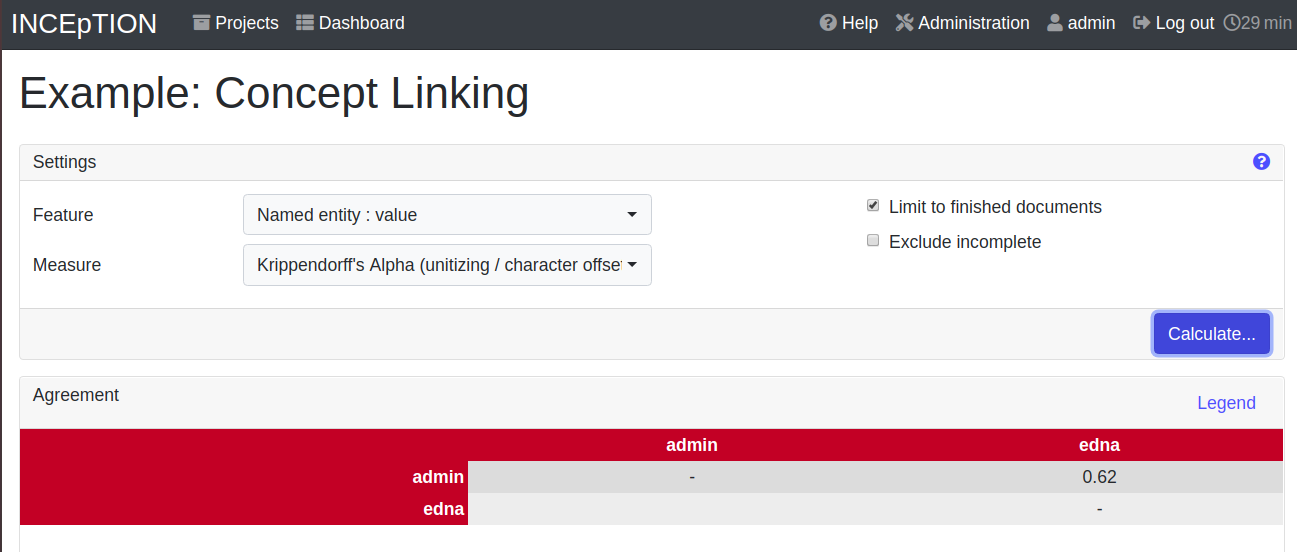 INCEpTION Projects Dashboard Help Administration admin Log out 29 min
Example: Concept Linking
Settings
Feature Named entity : value Limit to finished documents
Exclude incomplete
Measure Krippendorff's Alpha (unitizing / character offset
Calculate...
Agreement
Legend
admin edna
admin - 0.62
edna -